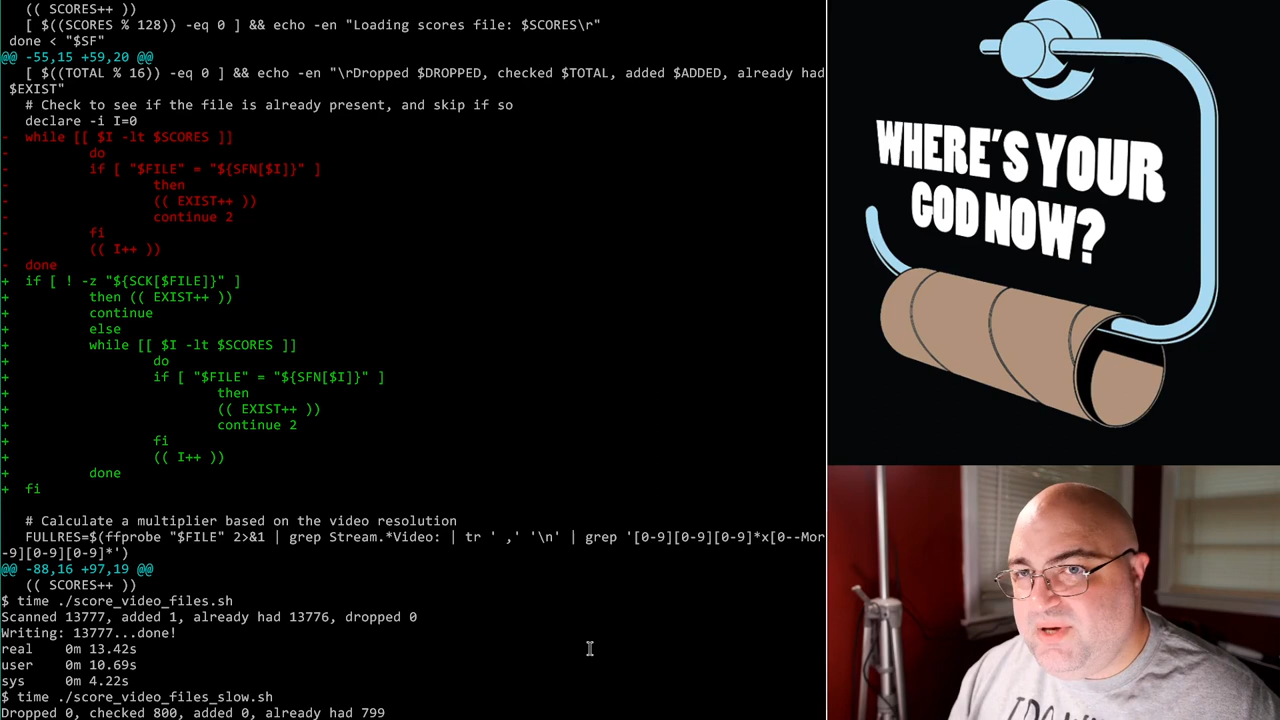 (( SCORES++ ))
[ $((SCORES % 128)) -eq 0 ] && echo -en "Loading scores file: $SCORES\r"
done < "$SF"
@@ -55,15 +59,20 @@
[ $((TOTAL % 16)) -eq 0 ] && echo -en "\rDropped $DROPPED, checked $TOTAL, added $ADDED, already had
$EXIST"
# Check to see if the file is already present, and skip if so
declare -i I=0
- while [[ $I -lt $SCORES ]]
- do
- if [ "$FILE" = "${SFN[$I]}" ]
- then
- (( EXIST++ ))
- continue 2
- fi
- (( I++ ))
- done
+ if [ ! -z "${SCK[$FILE]}" ]
+ then (( EXIST++ ))
+ continue
+ else
+ while [[ $I -lt $SCORES ]]
+ do
+ if [ "$FILE" = "${SFN[$I]}" ]
+ then
+ (( EXIST++ ))
+ continue 2
+ fi
+ (( I++ ))
+ done
+ fi
# Calculate a multiplier based on the video resolution
FULLRES=$(ffprobe "$FILE" 2>&1 | grep Stream.*Video: | tr ' ,' '\n' | grep '[0-9][0-9][0-9]*x[0--Mor
-9][0-9][0-9]*')
@@ -88,16 +97,19 @@
(( SCORES++ ))
$ time ./score_video_files.sh
Scanned 13777, added 1, already had 13776, dropped 0
Writing: 13777...done!
real 0m 13.42s
user 0m 10.69s
sys 0m 4.22s
$ time ./score_video_files_slow.sh
Dropped 0, checked 800, added 0, already had 799
WHERE'S YOUR
GOD NOW?